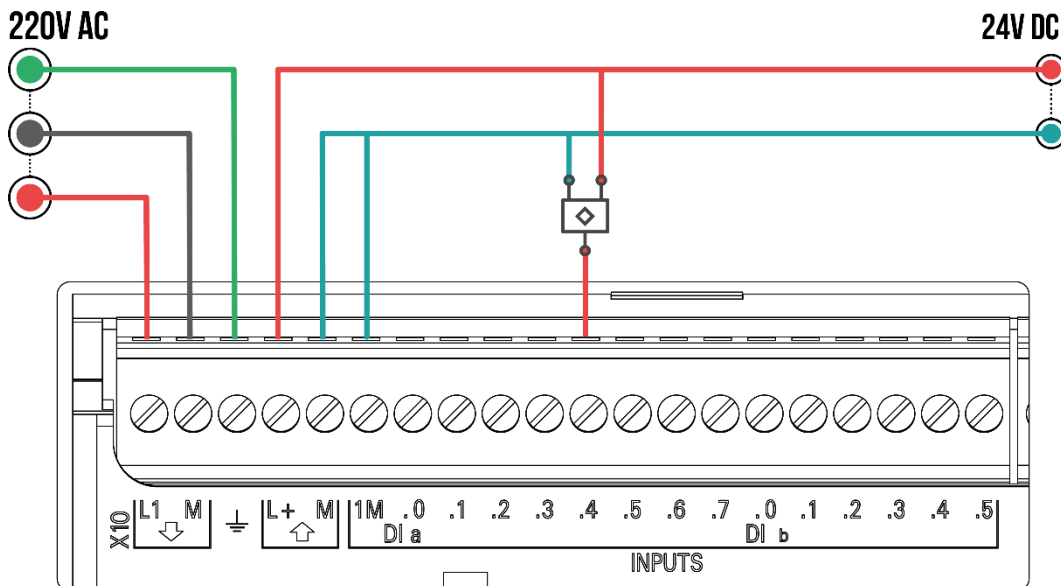 220V AC
24V DC
X10
L1 M
L+ M
1M .0 .1 .2 .3 .4 .5 .6 .7 .0 .1 .2 .3 .4 .5
DI a
DI b
INPUTS